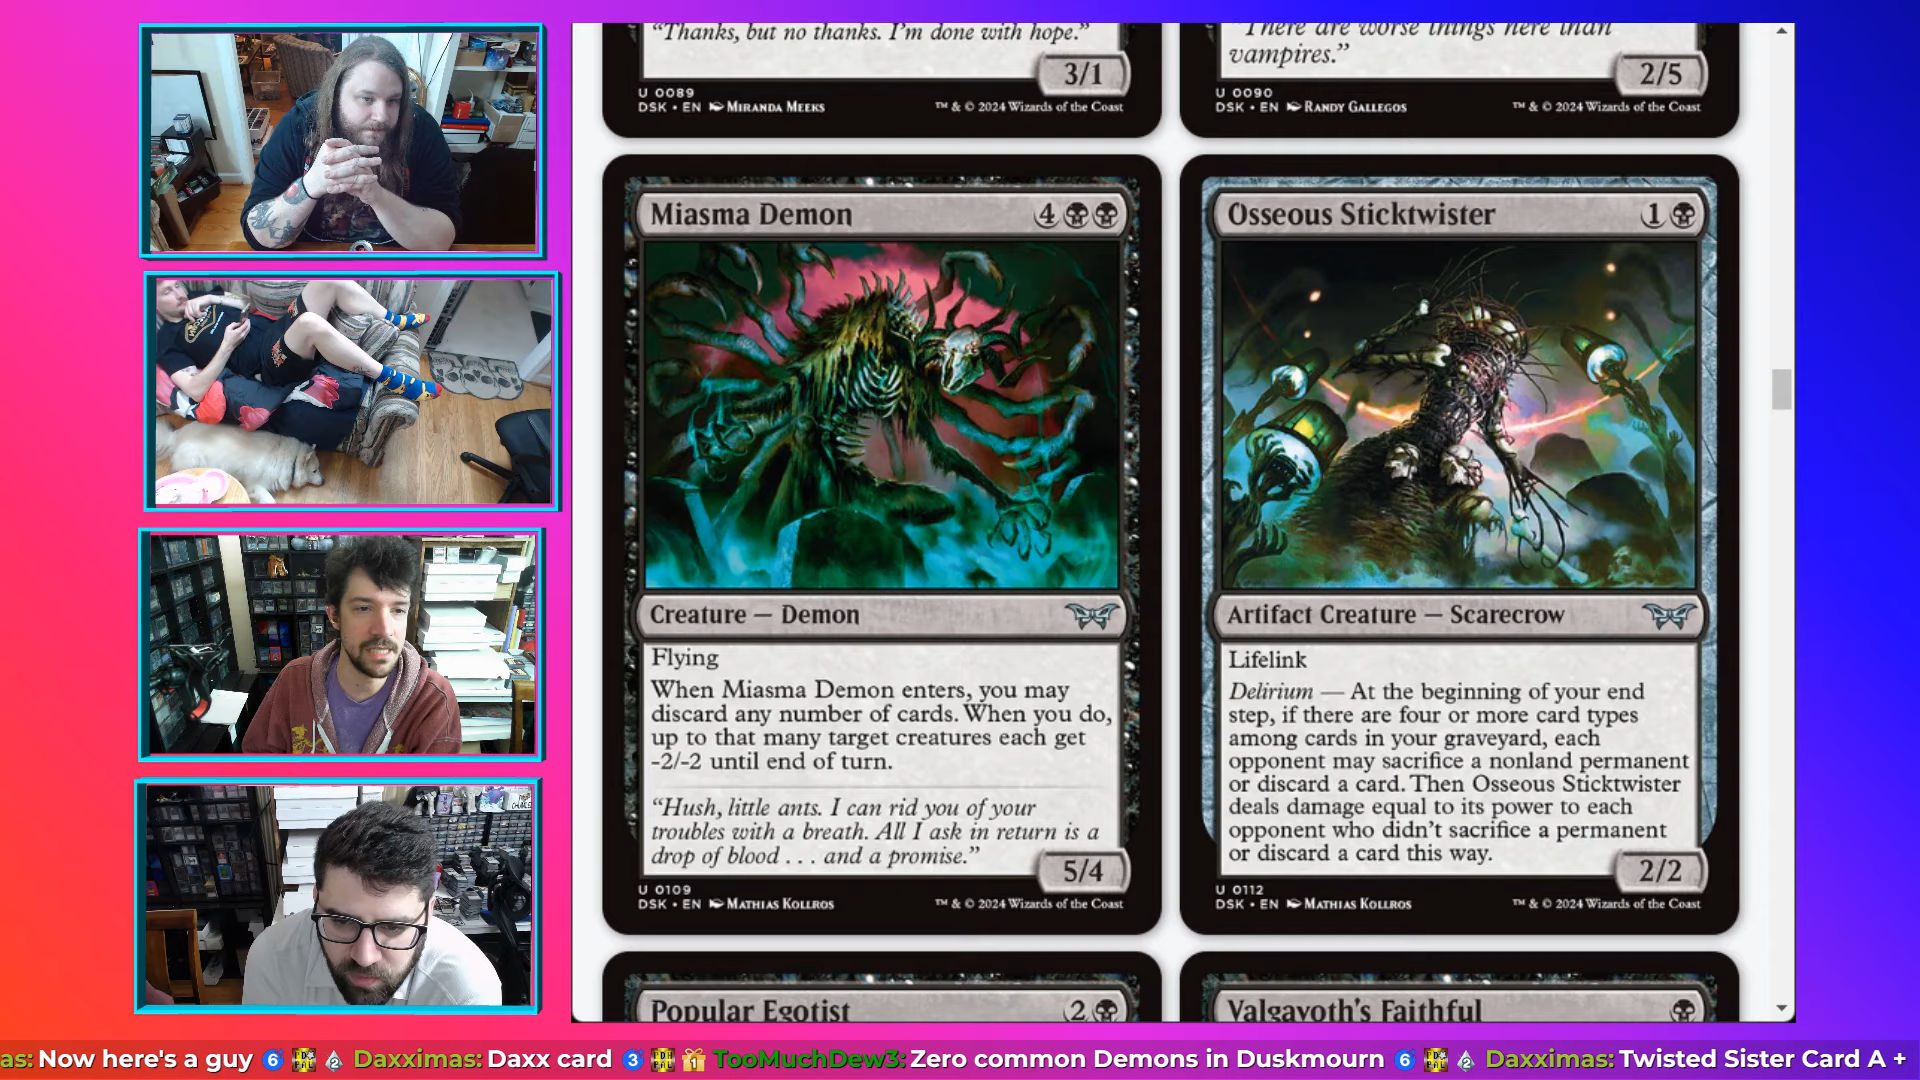 “Thanks, but no thanks. I'm done with hope.”
3/1
U 0089
DSK • EN MIRANDA MEEKS
™ & © 2024 Wizards of the Coast
“There are worse things here than
vampires.”
2/5
U 0090
DSK • EN RANDY GALLEGOS
™ & © 2024 Wizards of the Coast
Miasma Demon 4
Creature — Demon
Flying
When Miasma Demon enters, you may
discard any number of cards. When you do,
up to that many target creatures each get
-2/-2 until end of turn.
“Hush, little ants. I can rid you of your
troubles with a breath. All I ask in return is a
drop of blood . . . and a promise.”
5/4
U 0109
DSK • EN MATHIAS KOLLROS
™ & © 2024 Wizards of the Coast
Osseous Sticktwister 1
Artifact Creature — Scarecrow
Lifelink
Delirium — At the beginning of your end
step, if there are four or more card types
among cards in your graveyard, each
opponent may sacrifice a nonland permanent
or discard a card. Then Osseous Sticktwister
deals damage equal to its power to each
opponent who didn't sacrifice a permanent
or discard a card this way.
2/2
U 0112
DSK • EN MATHIAS KOLLROS
™ & © 2024 Wizards of the Coast
Popular Egotist 2
Valgavoth's Faithful
as: Now here's a guy 6 2 Daxximas: Daxx card 3 1 TooMuchDew3: Zero common Demons in Duskmourn 6 2 Daxximas: Twisted Sister Card A +